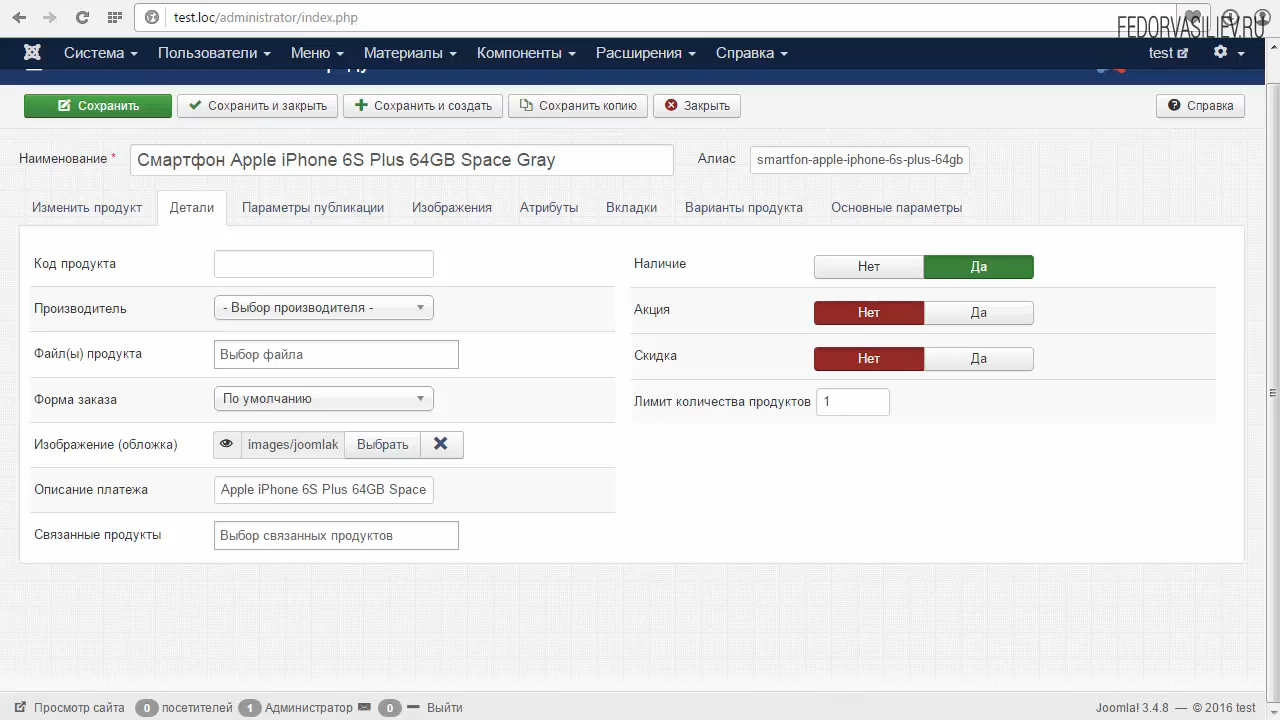 test.loc/administrator/index.php
FEDORVASILIEV.RU
Система Пользователи Меню Материалы Компоненты Расширения Справка test
Сохранить Сохранить и закрыть Сохранить и создать Сохранить копию Закрыть Справка
Наименование * Смартфон Apple iPhone 6S Plus 64GB Space Gray Алиас smartfon-apple-iphone-6s-plus-64gb
Изменить продукт Детали Параметры публикации Изображения Атрибуты Вкладки Варианты продукта Основные параметры
Код продукта
Производитель - Выбор производителя -
Файл(ы) продукта Выбор файла
Форма заказа По умолчанию
Изображение (обложка) images/joomlak Выбрать
Описание платежа Apple iPhone 6S Plus 64GB Space
Связанные продукты Выбор связанных продуктов
Наличие Нет Да
Акция Нет Да
Скидка Нет Да
Лимит количества продуктов 1
Просмотр сайта 0 посетителей 1 Администратор 0 Выйти Joomla! 3.4.8 — © 2016 test